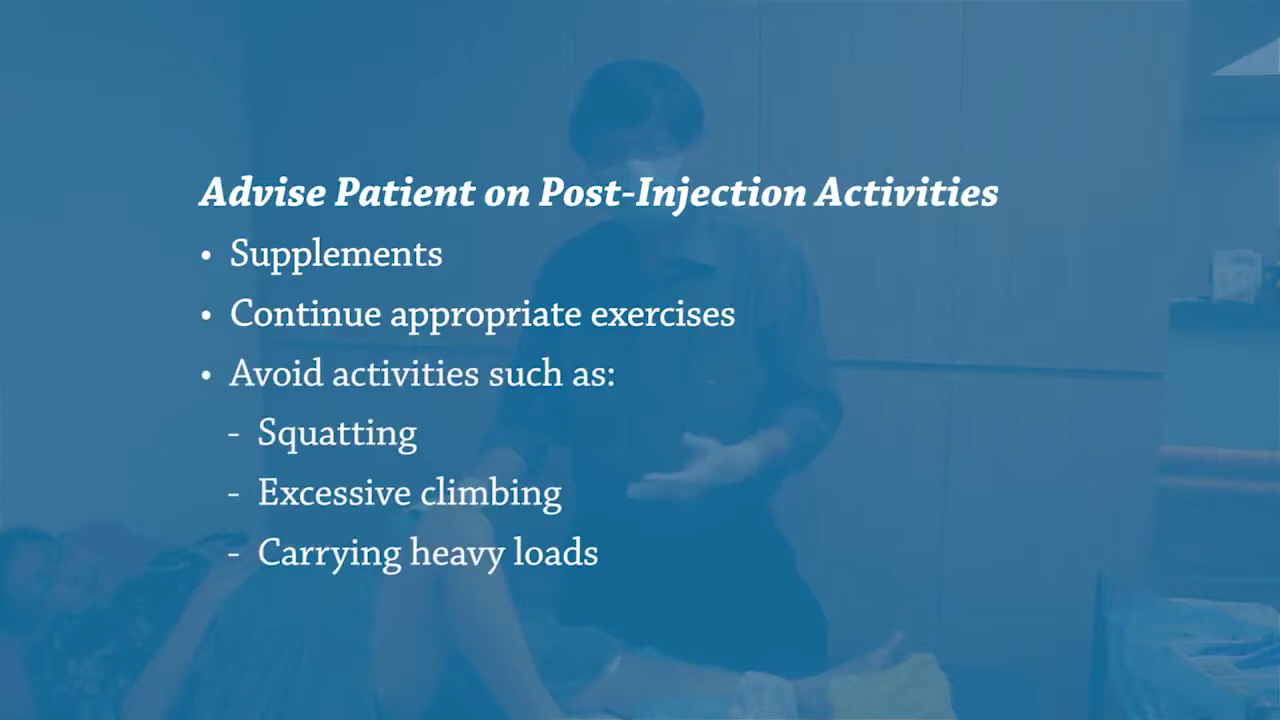 Advise Patient on Post-Injection Activities
• Supplements
• Continue appropriate exercises
• Avoid activities such as:
- Squatting
- Excessive climbing
- Carrying heavy loads